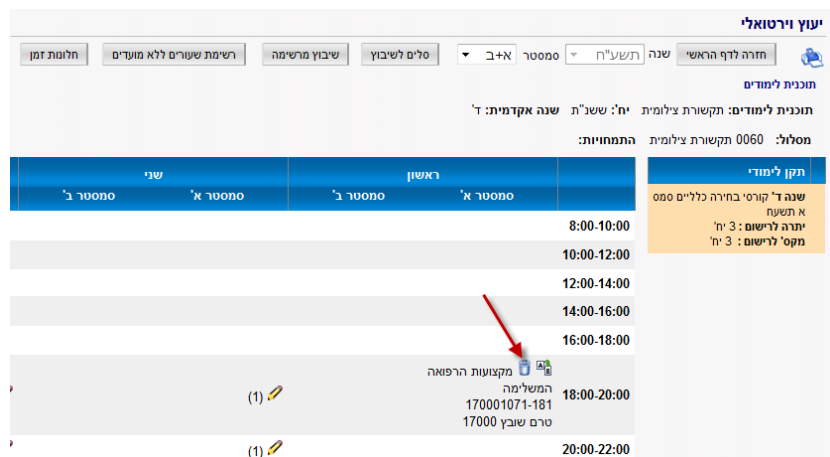 יעוץ וירטואלי
חזרה לדף הראשי שנה תשע"ח סמסטר א+ב סלים לשיבוץ שיבוץ מרשימה רשימת שעורים ללא מועדים חלונות זמן
תוכנית לימודים
תוכנית לימודים: תקשורת צילומית יח': ששנ"ת שנה אקדמית: ד'
מסלול: 0060 תקשורת צילומית התמחויות:
תקן לימודי
שנה ד' קורסי בחירה כלליים סמס
א תשעח
יתרה לרישום : 3 יח'
מקס' לרישום : 3 יח'
ראשון שני
סמסטר א' סמסטר ב' סמסטר א' סמסטר ב'
8:00-10:00
10:00-12:00
12:00-14:00
14:00-16:00
16:00-18:00
18:00-20:00
מקצועות הרפואה
המשלימה
170001071-181
טרם שובץ 17000
(1)
20:00-22:00
(1)